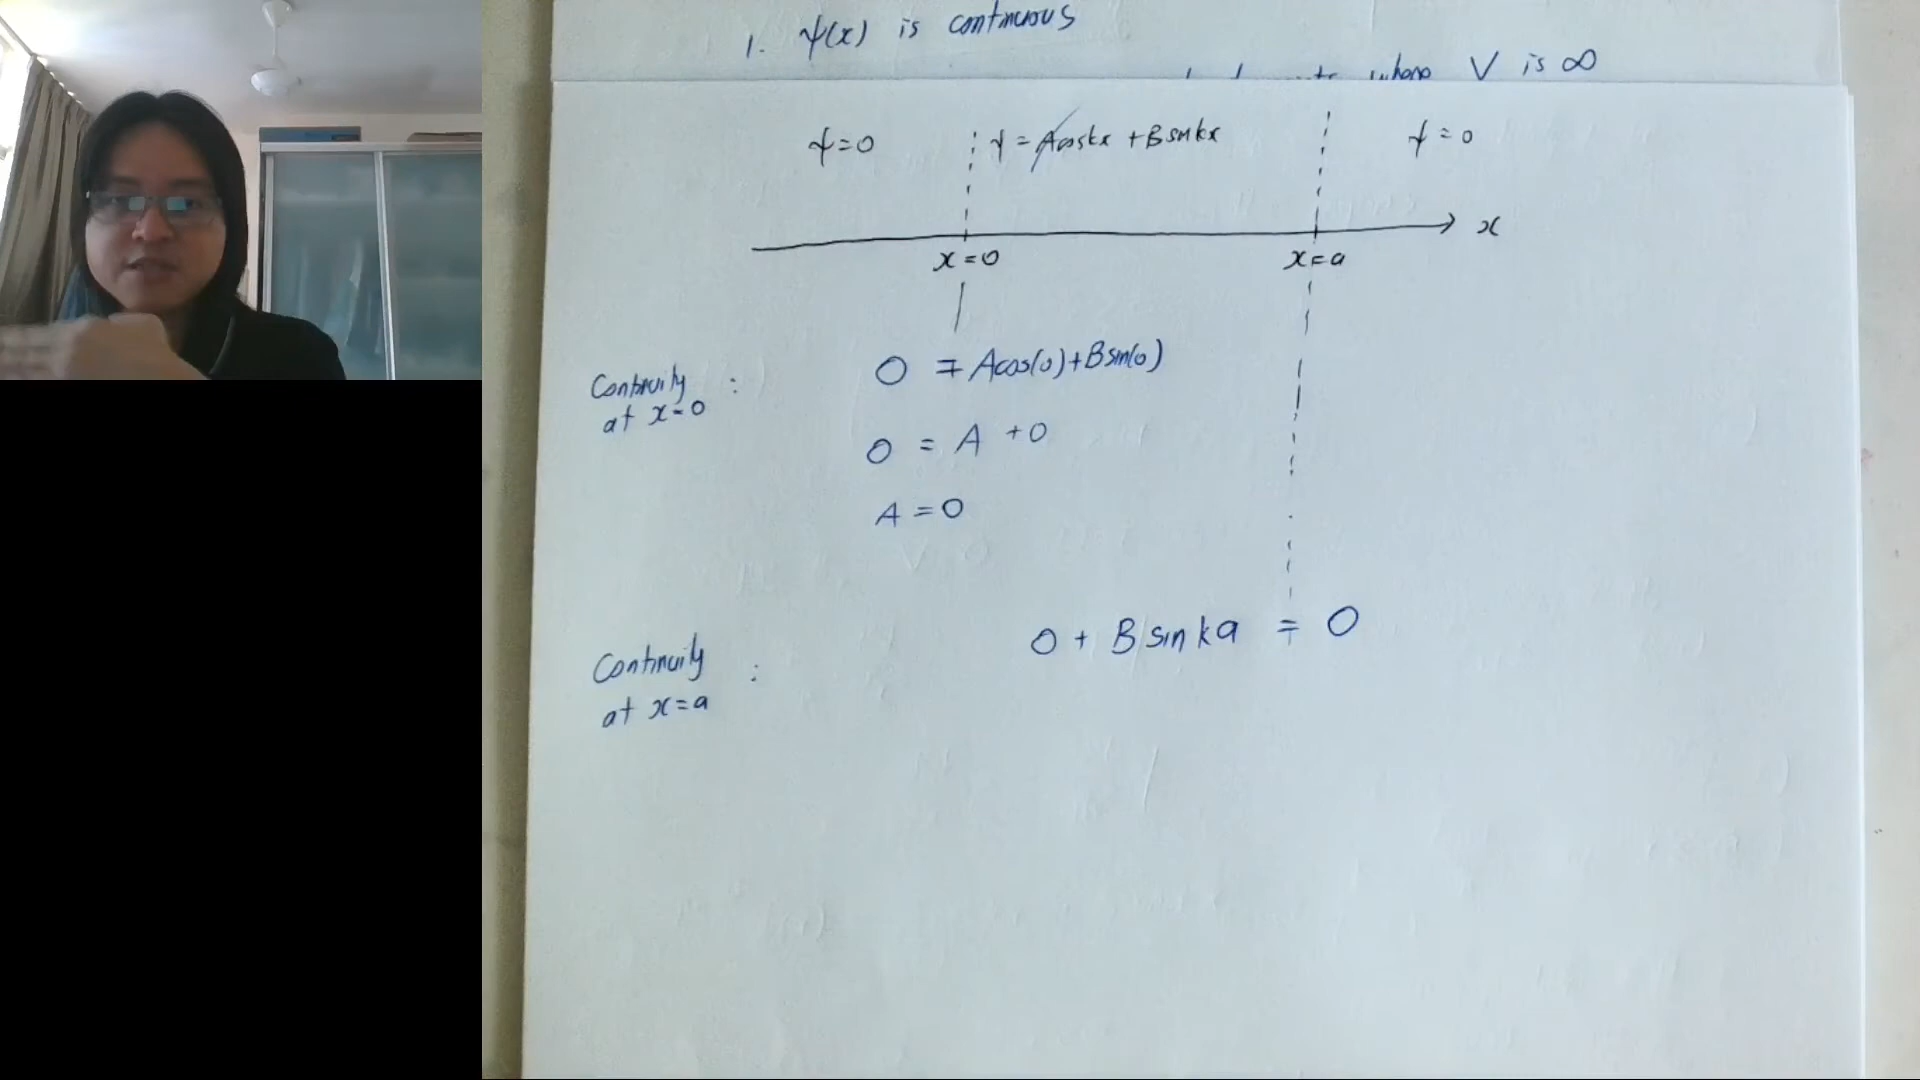 1. ψ(x) is continuous
where V is ∞
ψ=0 ψ = Acoskx + Bsinkx ψ=0
x
x=0 x=a
Continuity at x=0 : 0 = Acos(0)+Bsin(0)
0 = A + 0
A = 0
Continuity at x=a : 0 + B sin ka = 0